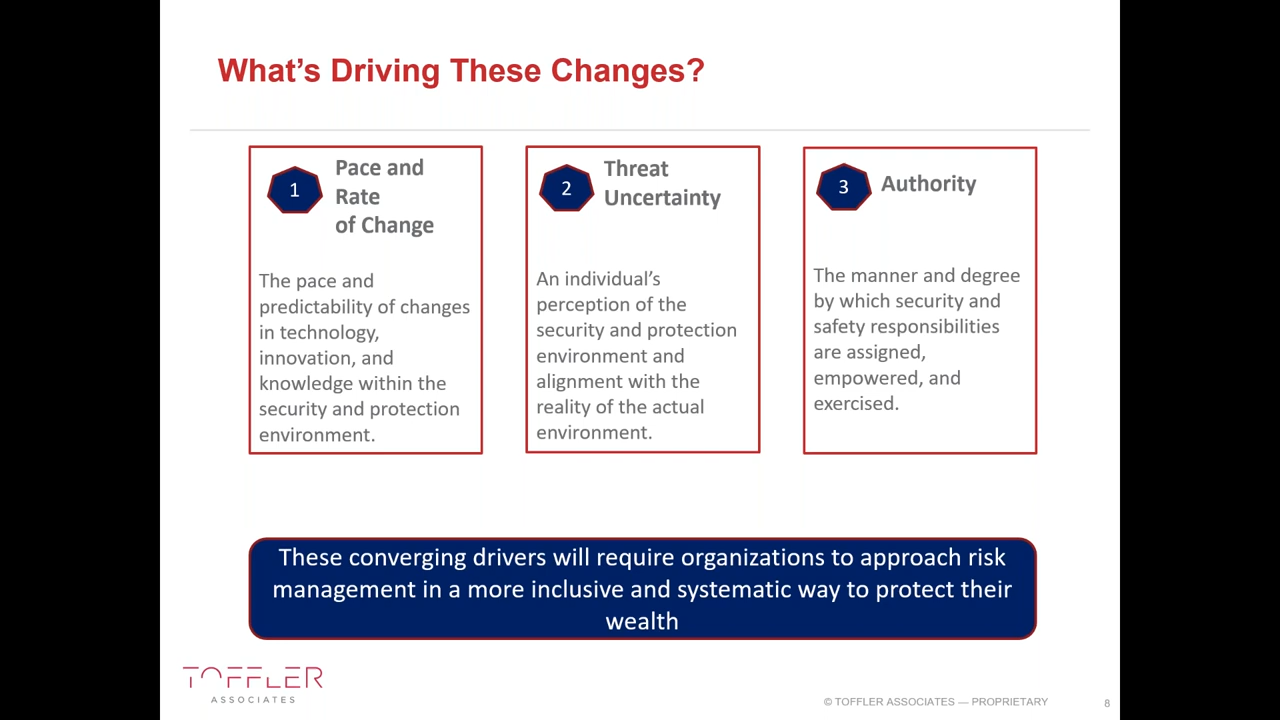 What's Driving These Changes?
1
Pace and
Rate
of Change
The pace and
predictability of changes
in technology,
innovation, and
knowledge within the
security and protection
environment.
2
Threat
Uncertainty
An individual's
perception of the
security and protection
environment and
alignment with the
reality of the actual
environment.
3
Authority
The manner and degree
by which security and
safety responsibilities
are assigned,
empowered, and
exercised.
These converging drivers will require organizations to approach risk
management in a more inclusive and systematic way to protect their
wealth
TOFFLER
ASSOCIATES
© TOFFLER ASSOCIATES — PROPRIETARY
8